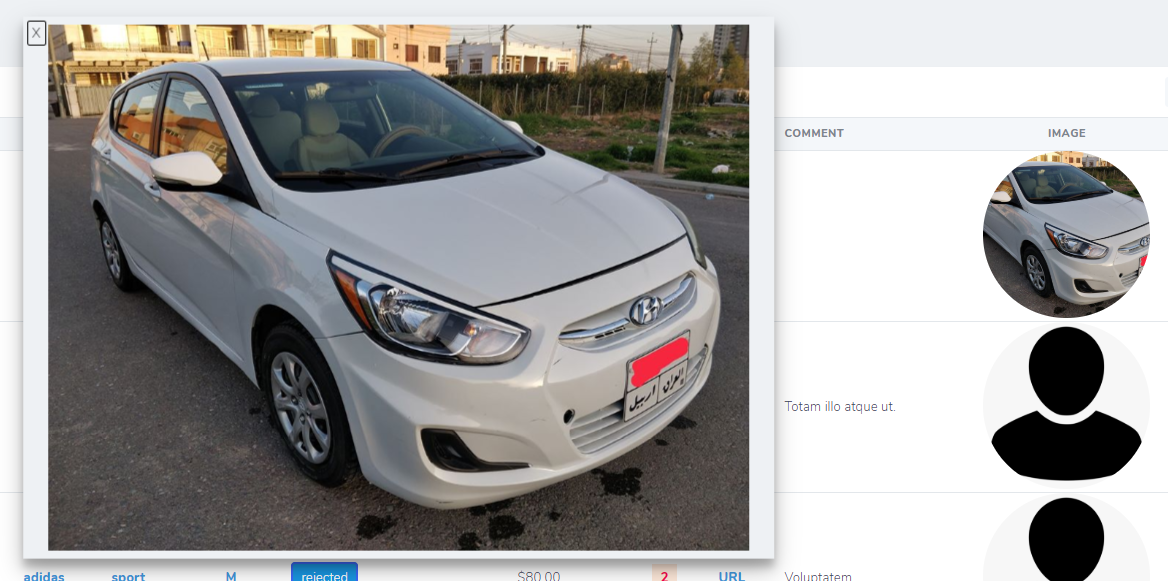 X
COMMENT
IMAGE
العراق
اربيل
Totam illo atque ut.
adidas
sport
M
rejected
$80.00
2
URL
Voluptatem